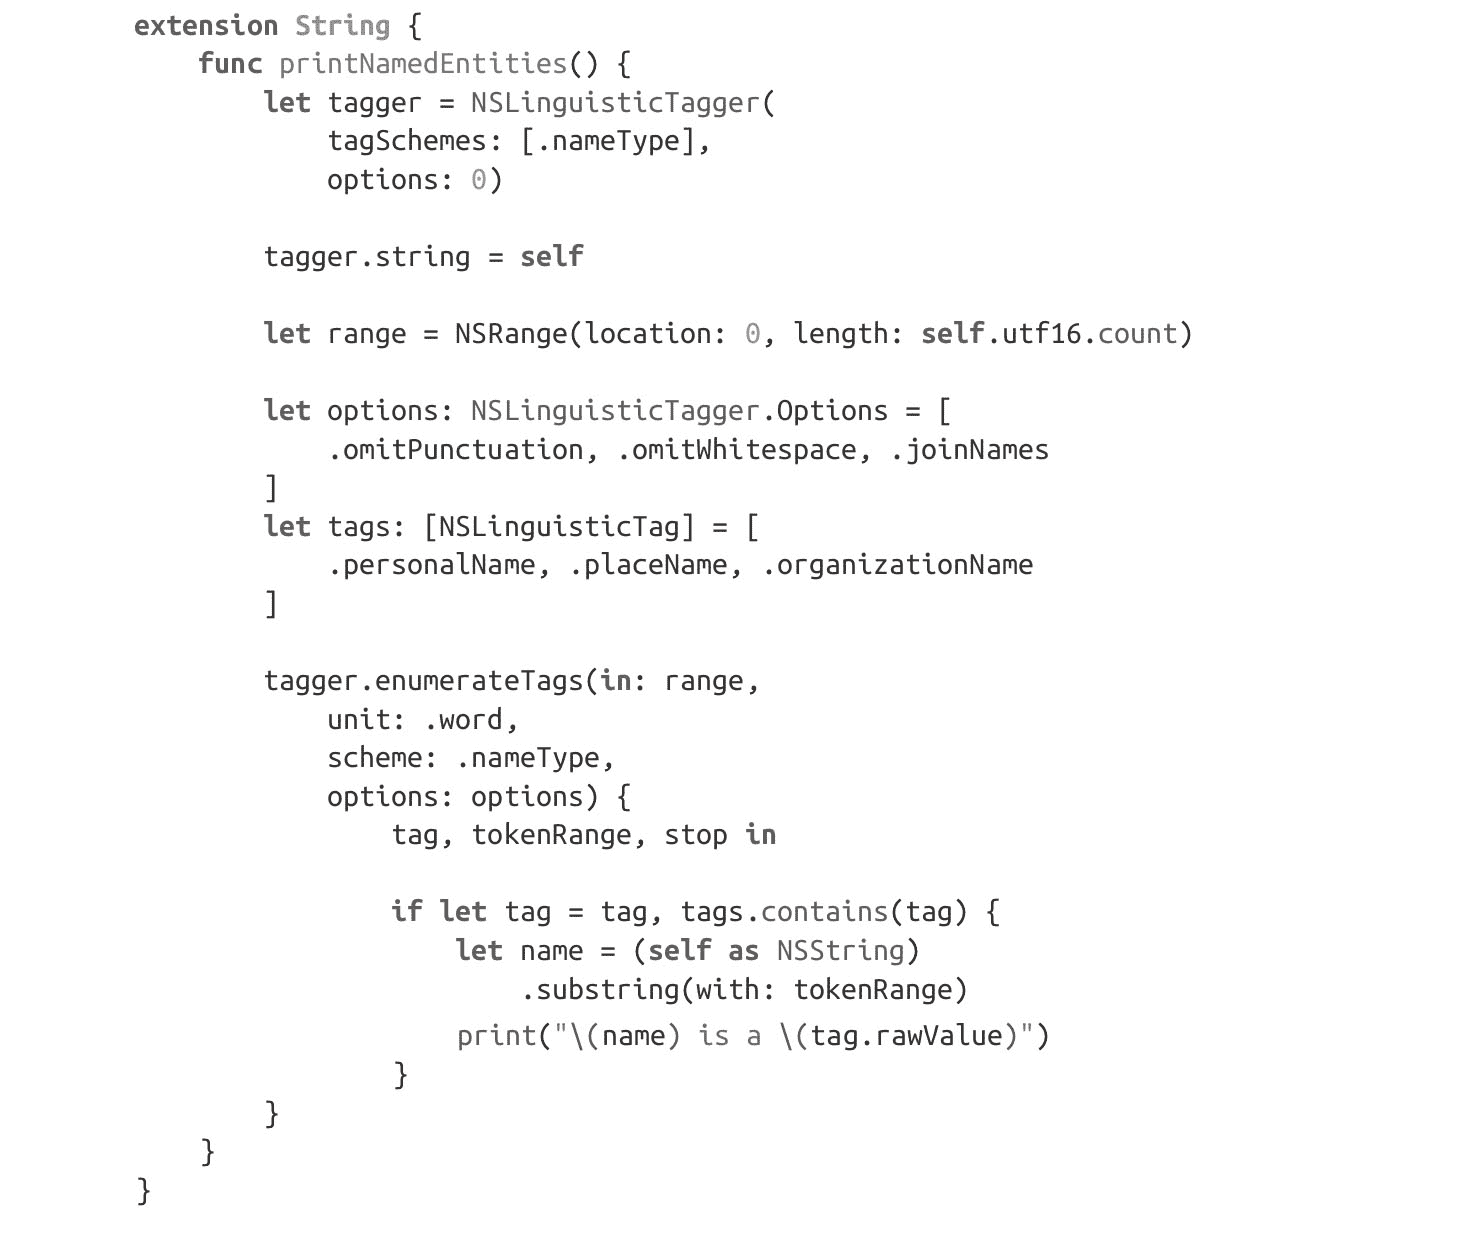 extension String {
    func printNamedEntities() {
        let tagger = NSLinguisticTagger(
            tagSchemes: [.nameType],
            options: 0)

        tagger.string = self

        let range = NSRange(location: 0, length: self.utf16.count)

        let options: NSLinguisticTagger.Options = [
            .omitPunctuation, .omitWhitespace, .joinNames
        ]
        let tags: [NSLinguisticTag] = [
            .personalName, .placeName, .organizationName
        ]

        tagger.enumerateTags(in: range,
            unit: .word,
            scheme: .nameType,
            options: options) {
                tag, tokenRange, stop in

                if let tag = tag, tags.contains(tag) {
                    let name = (self as NSString)
                        .substring(with: tokenRange)
                    print("\(name) is a \(tag.rawValue)")
                }
        }
    }
}